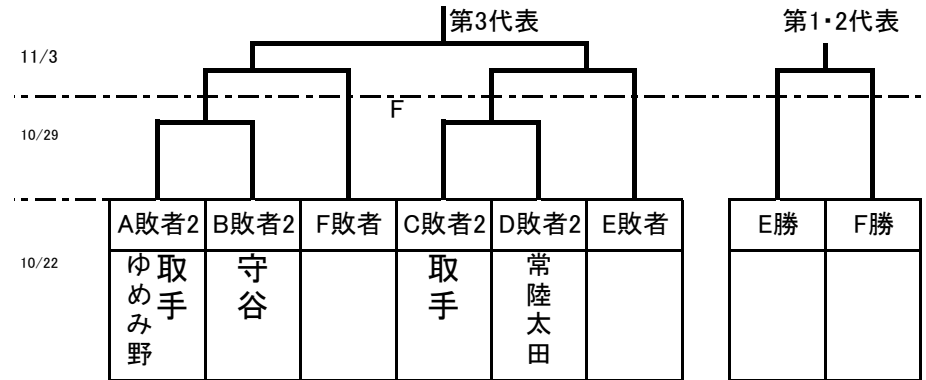 第3代表
第1・2代表
11/3
F
10/29
A敗者2
B敗者2
F敗者
C敗者2
D敗者2
E敗者
E勝
F勝
10/22
取手
ゆめみ野
守谷
取手
常陸太田